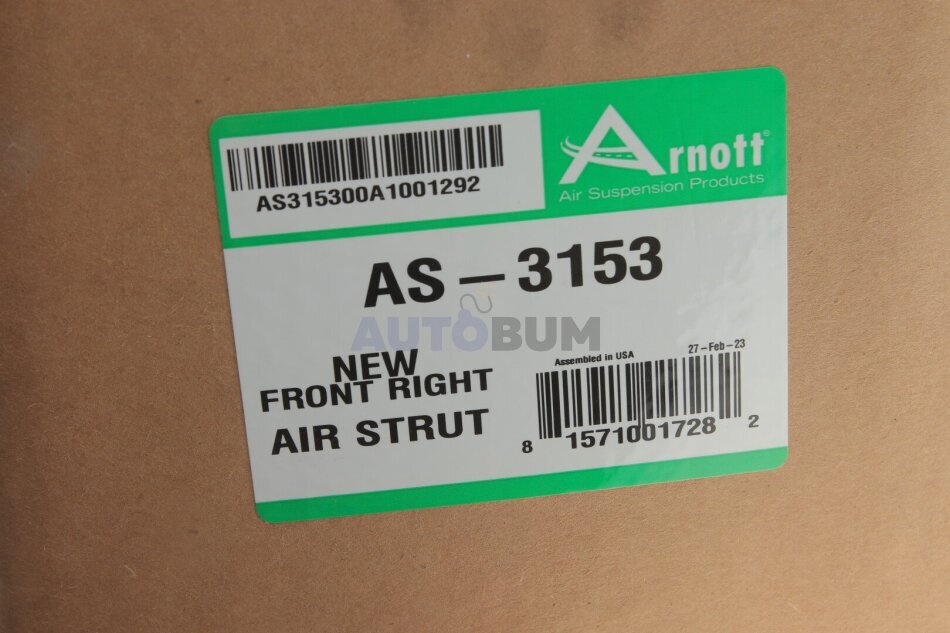 AS315300A1001292
Arnott®
Air Suspension Products
AS – 3153
AUTOBUM
NEW
FRONT RIGHT
AIR STRUT
27-Feb-23
Assembled in USA
8 1571001728 2